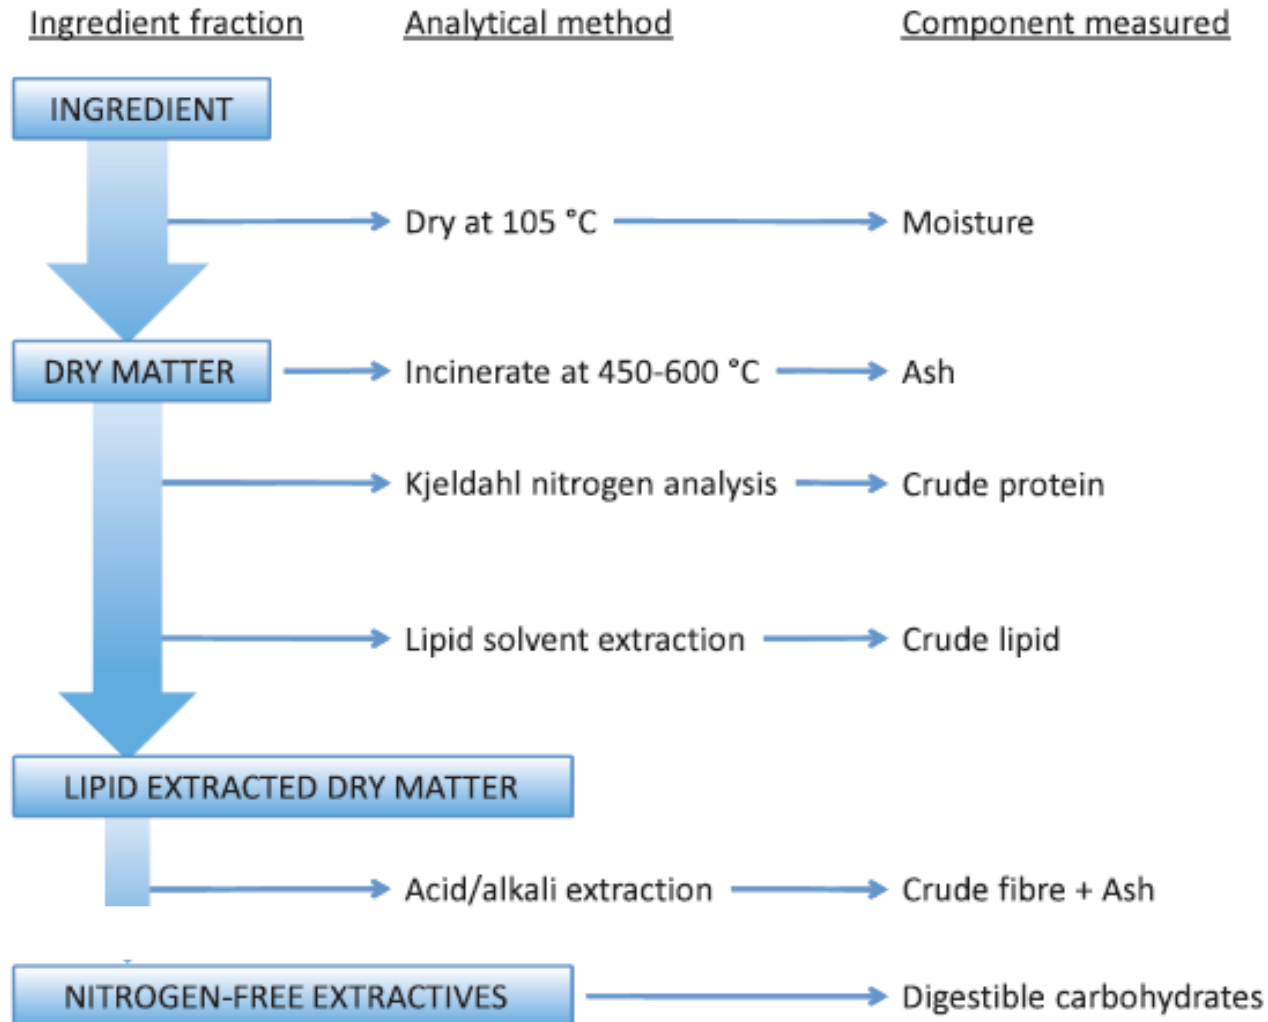 Ingredient fraction Analytical method Component measured
INGREDIENT
Dry at 105 °C Moisture
DRY MATTER Incinerate at 450-600 °C Ash
Kjeldahl nitrogen analysis Crude protein
Lipid solvent extraction Crude lipid
LIPID EXTRACTED DRY MATTER
Acid/alkali extraction Crude fibre + Ash
NITROGEN-FREE EXTRACTIVES Digestible carbohydrates